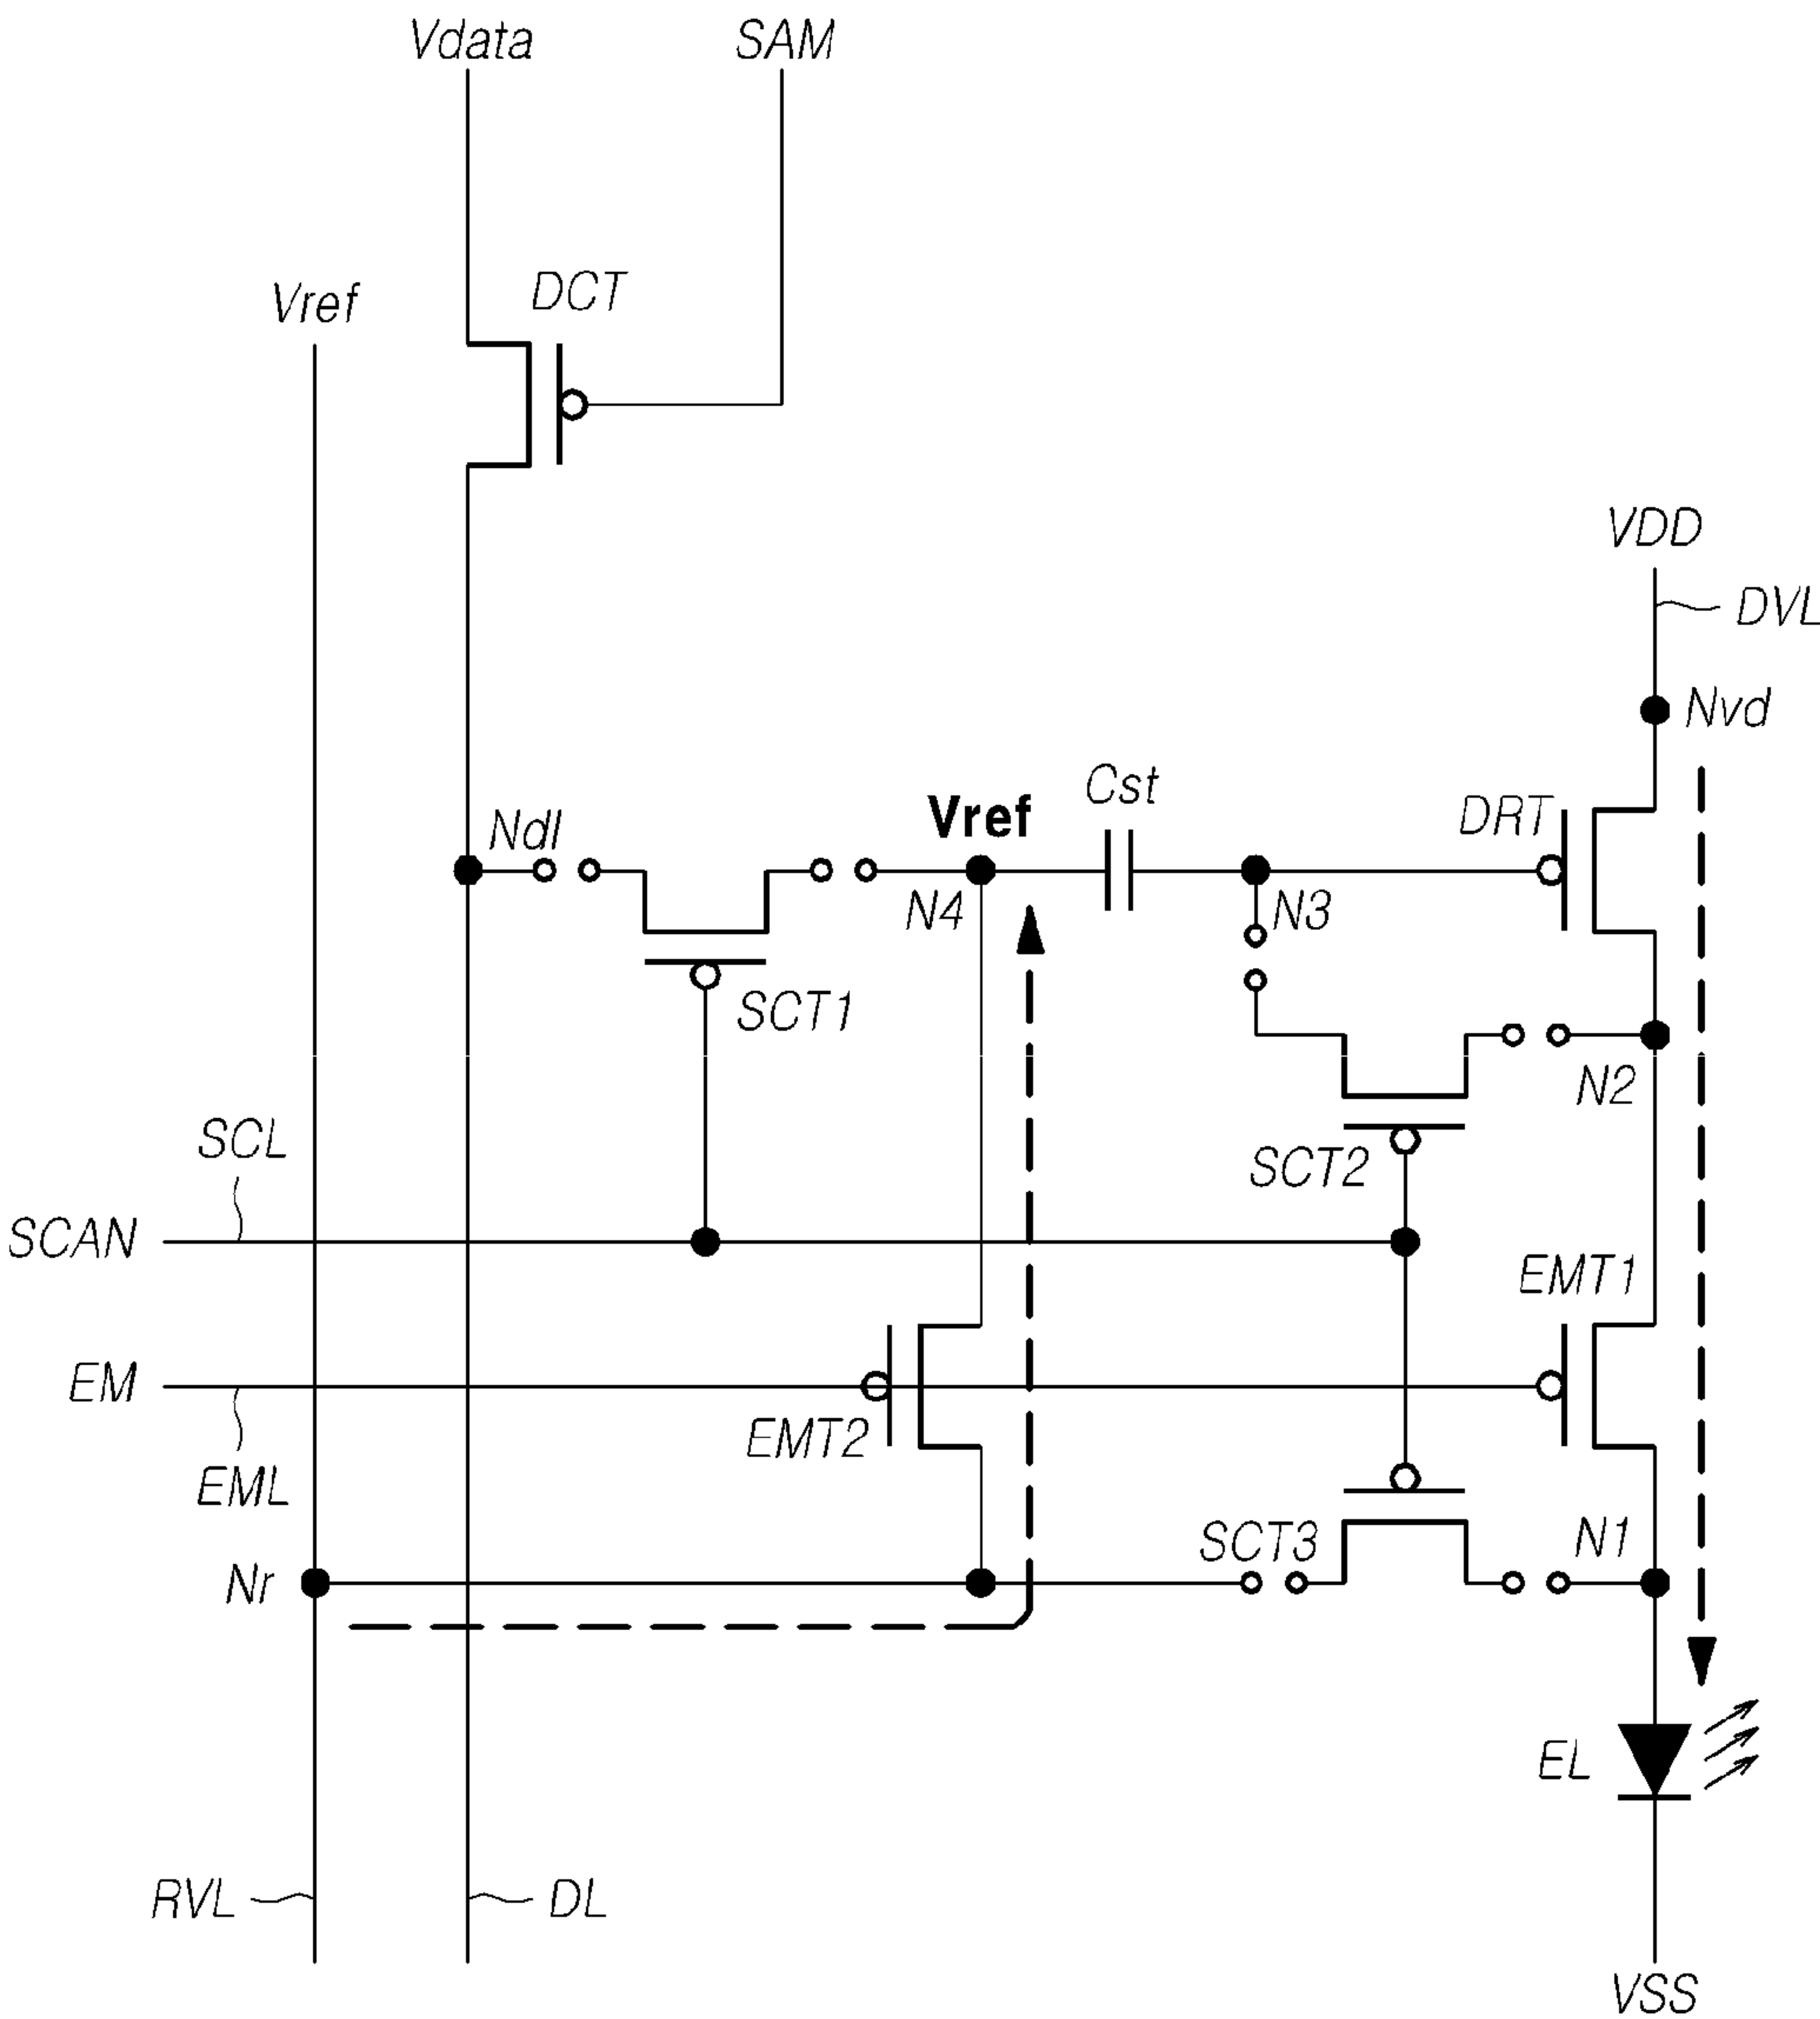 Vdata
SAM
Vref
DCT
VDD
DVL
Nvd
Cst
DRT
Vref
Ndl
N4
N3
SCT1
N2
SCL
SCT2
SCAN
EMT1
EM
EMT2
EML
SCT3
N1
Nr
EL
RVL
DL
VSS